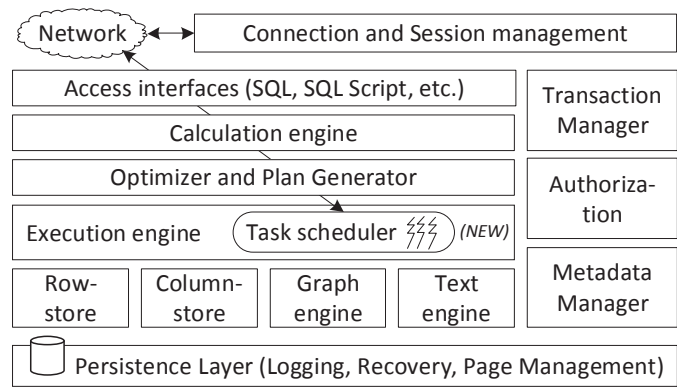 Network
Connection and Session management
Access interfaces (SQL, SQL Script, etc.)
Calculation engine
Optimizer and Plan Generator
Execution engine
Task scheduler
(NEW)
Transaction
Manager
Authoriza-
tion
Metadata
Manager
Row-
store
Column-
store
Graph
engine
Text
engine
Persistence Layer (Logging, Recovery, Page Management)